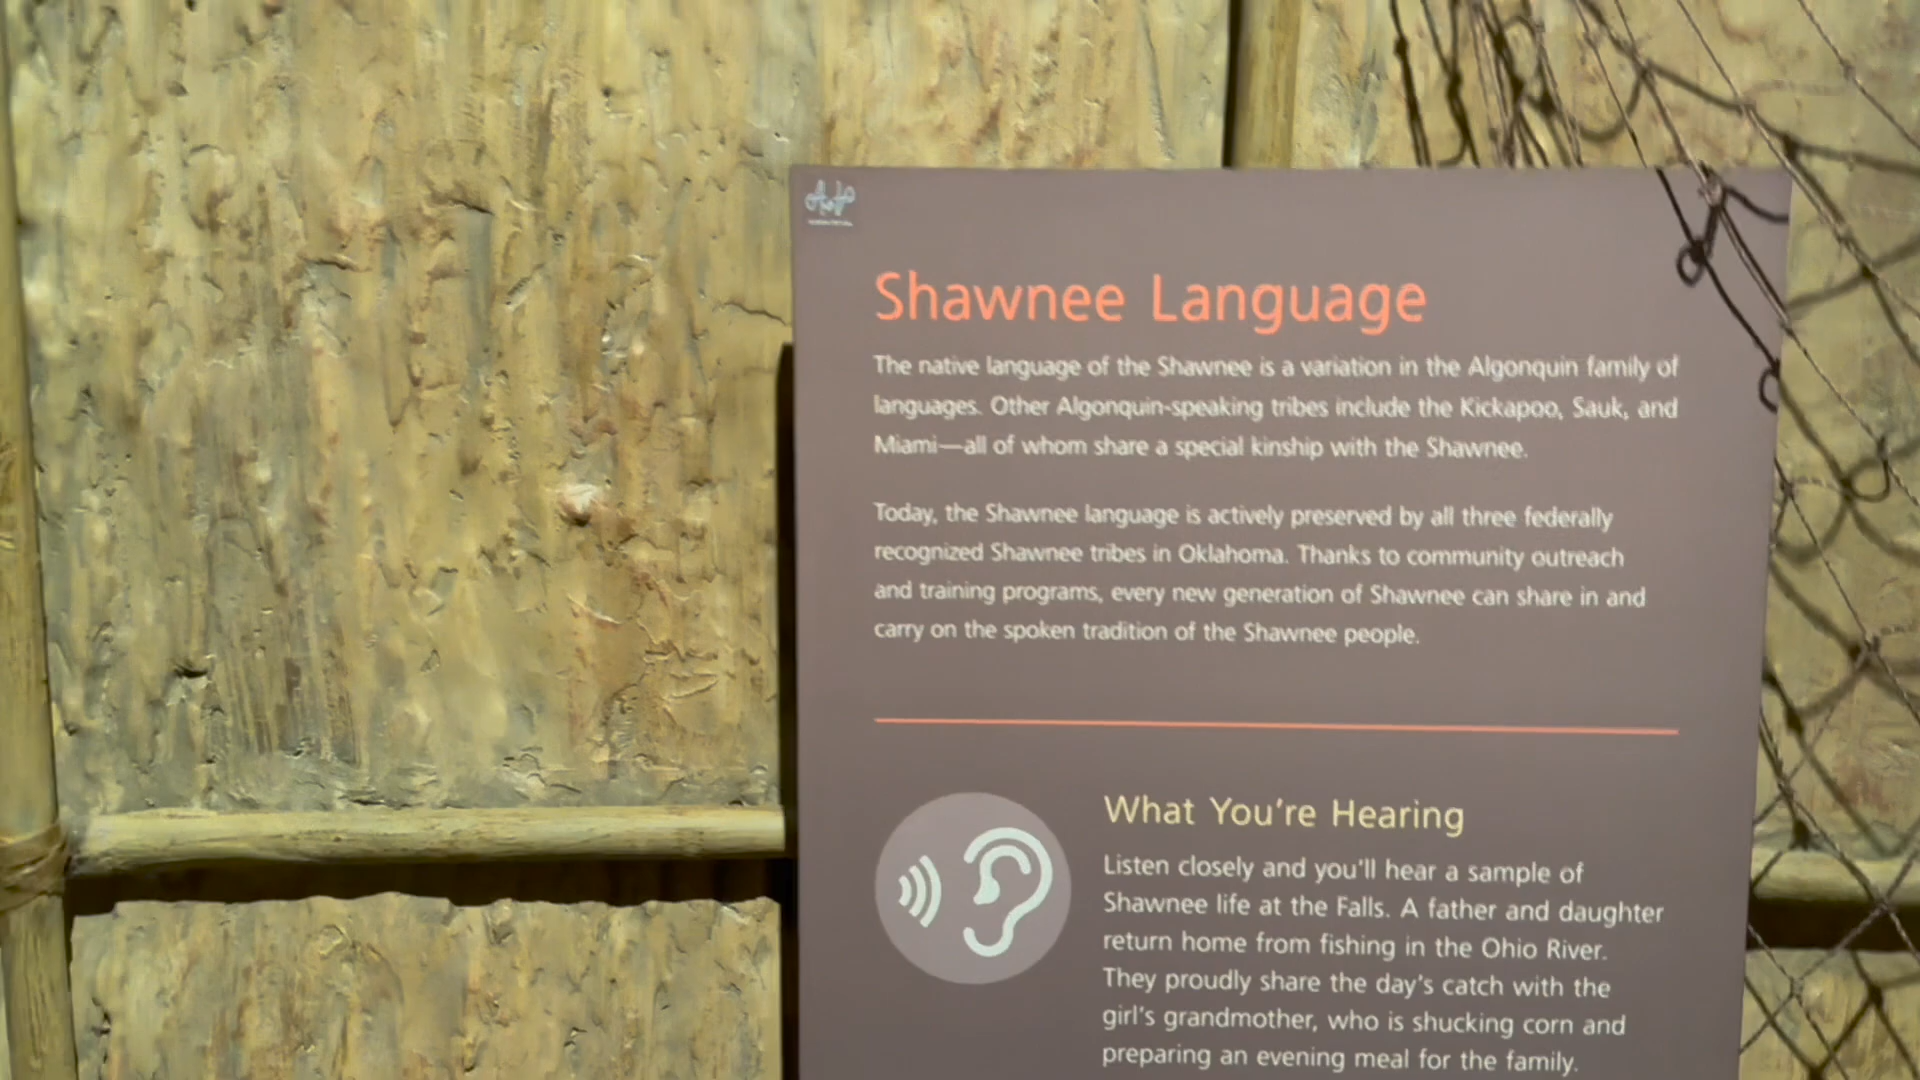 Shawnee Language
The native language of the Shawnee is a variation in the Algonquin family of
languages. Other Algonquin-speaking tribes include the Kickapoo, Sauk, and
Miami—all of whom share a special kinship with the Shawnee.
Today, the Shawnee language is actively preserved by all three federally
recognized Shawnee tribes in Oklahoma. Thanks to community outreach
and training programs, every new generation of Shawnee can share in and
carry on the spoken tradition of the Shawnee people.
What You're Hearing
Listen closely and you'll hear a sample of
Shawnee life at the Falls. A father and daughter
return home from fishing in the Ohio River.
They proudly share the day's catch with the
girl's grandmother, who is shucking corn and
preparing an evening meal for the family.